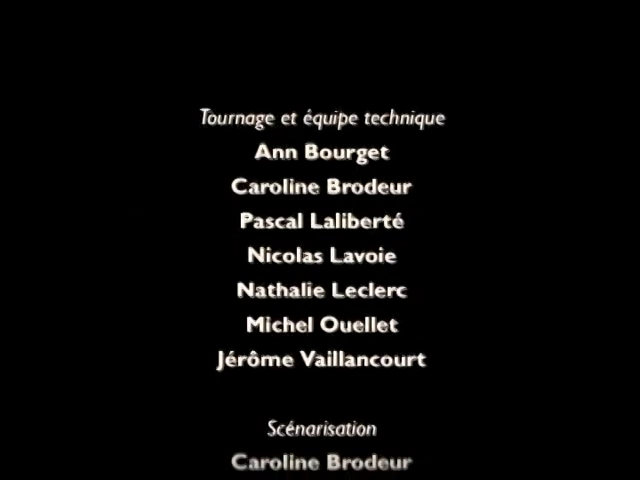 Tournage et équipe technique
Ann Bourget
Caroline Brodeur
Pascal Laliberté
Nicolas Lavoie
Nathalie Leclerc
Michel Ouellet
Jérôme Vaillancourt
Scénarisation
Caroline Brodeur